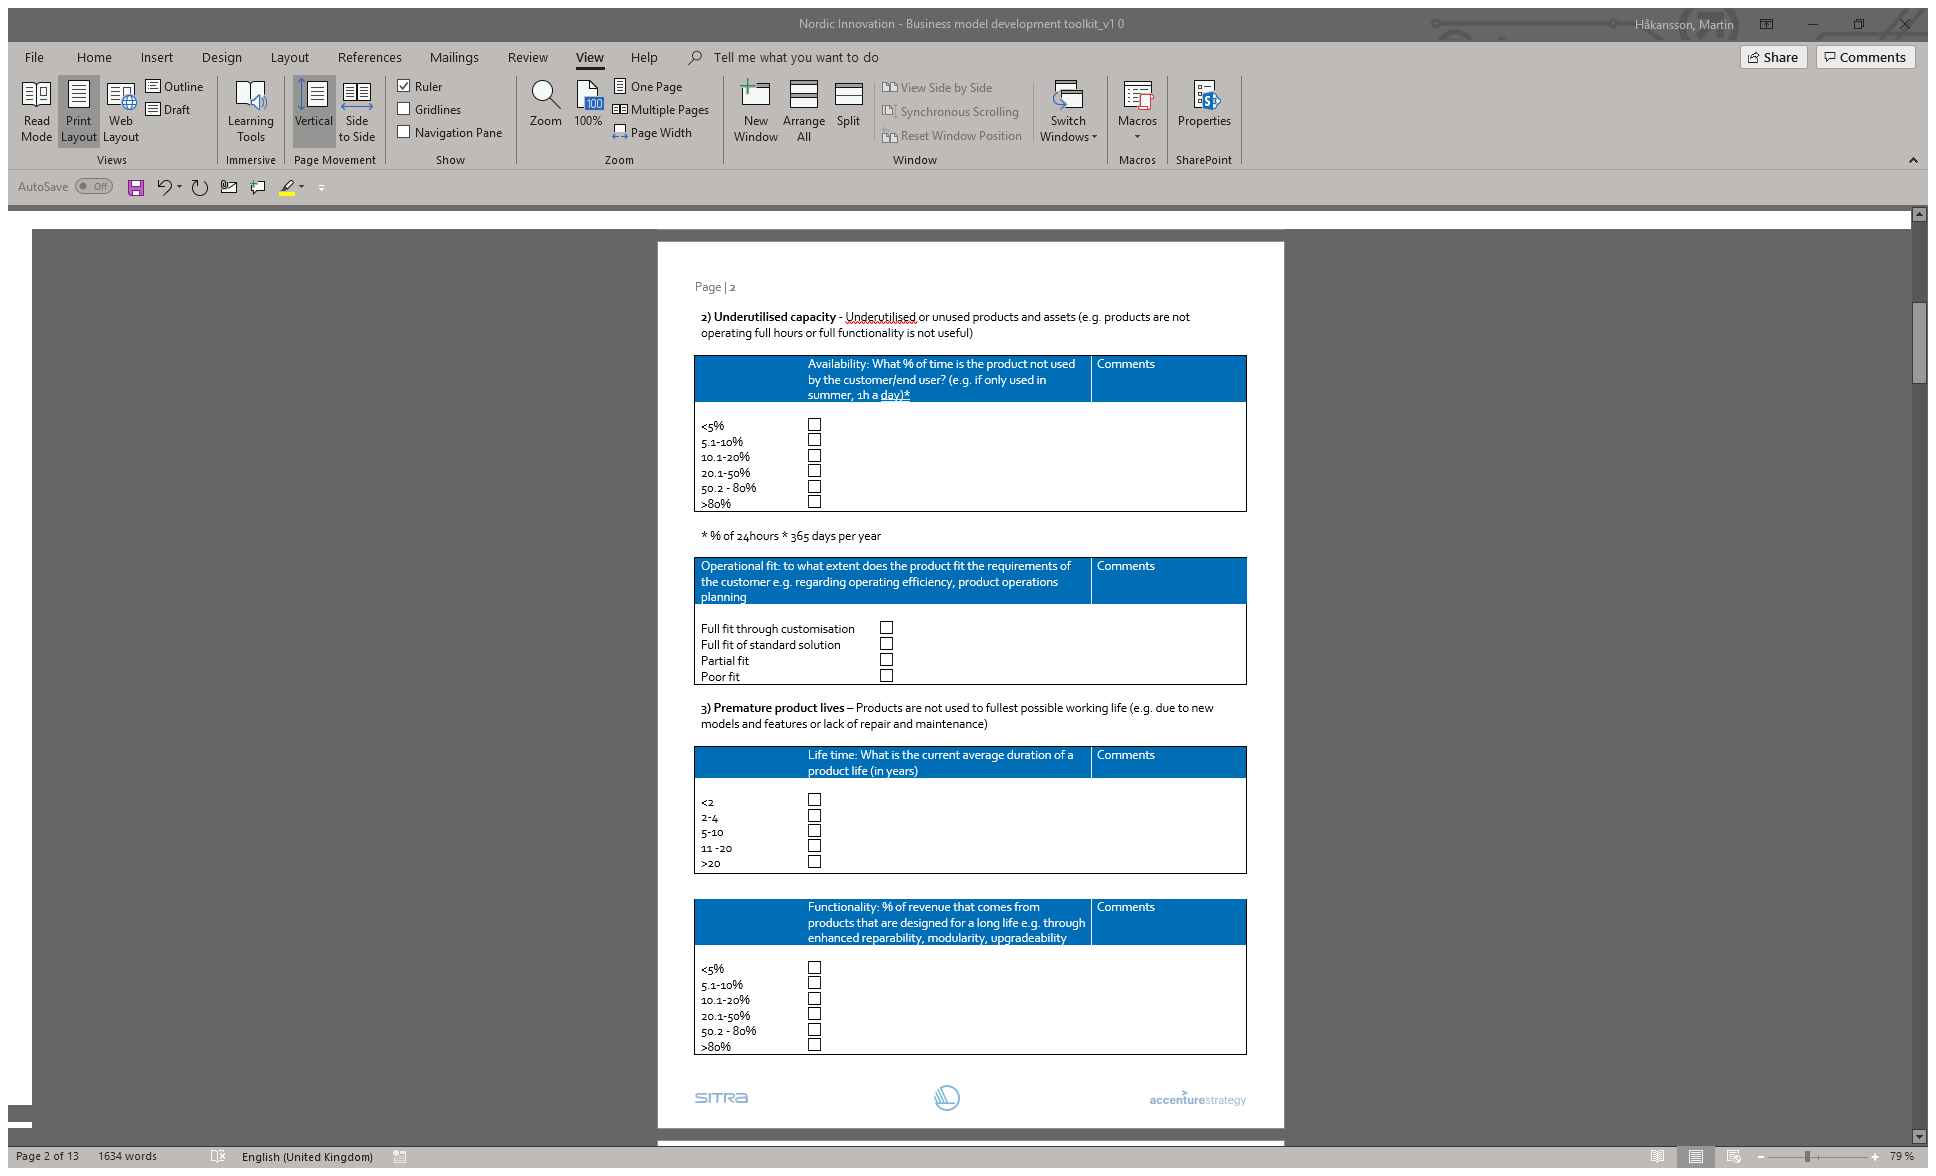 Nordic Innovation - Business model development toolkit_v1 0
Håkansson, Martin
File Home Insert Design Layout References Mailings Review View Help Tell me what you want to do
Share Comments
Read Mode
Print Layout
Web Layout
Outline
Draft
Views
Learning Tools
Immersive
Vertical
Side to Side
Page Movement
Ruler
Gridlines
Navigation Pane
Show
Zoom
100
100%
One Page
Multiple Pages
Page Width
Zoom
New Window
Arrange All
Split
View Side by Side
Synchronous Scrolling
Reset Window Position
Switch Windows
Window
Macros
Macros
Properties
SharePoint
AutoSave Off
Page | 2
2) Underutilised capacity - Underutilised or unused products and assets (e.g. products are not
operating full hours or full functionality is not useful)
Availability: What % of time is the product not used
by the customer/end user? (e.g. if only used in
summer, 1h a day)*
Comments
<5%
5.1-10%
10.1-20%
20.1-50%
50.2 - 80%
>80%
* % of 24hours * 365 days per year
Operational fit: to what extent does the product fit the requirements of
the customer e.g. regarding operating efficiency, product operations
planning
Comments
Full fit through customisation
Full fit of standard solution
Partial fit
Poor fit
3) Premature product lives – Products are not used to fullest possible working life (e.g. due to new
models and features or lack of repair and maintenance)
Life time: What is the current average duration of a
product life (in years)
Comments
<2
2-4
5-10
11 -20
>20
Functionality: % of revenue that comes from
products that are designed for a long life e.g. through
enhanced reparability, modularity, upgradeability
Comments
<5%
5.1-10%
10.1-20%
20.1-50%
50.2 - 80%
>80%
SITRA
accenturestrategy
Page 2 of 13 1634 words English (United Kingdom)
79 %